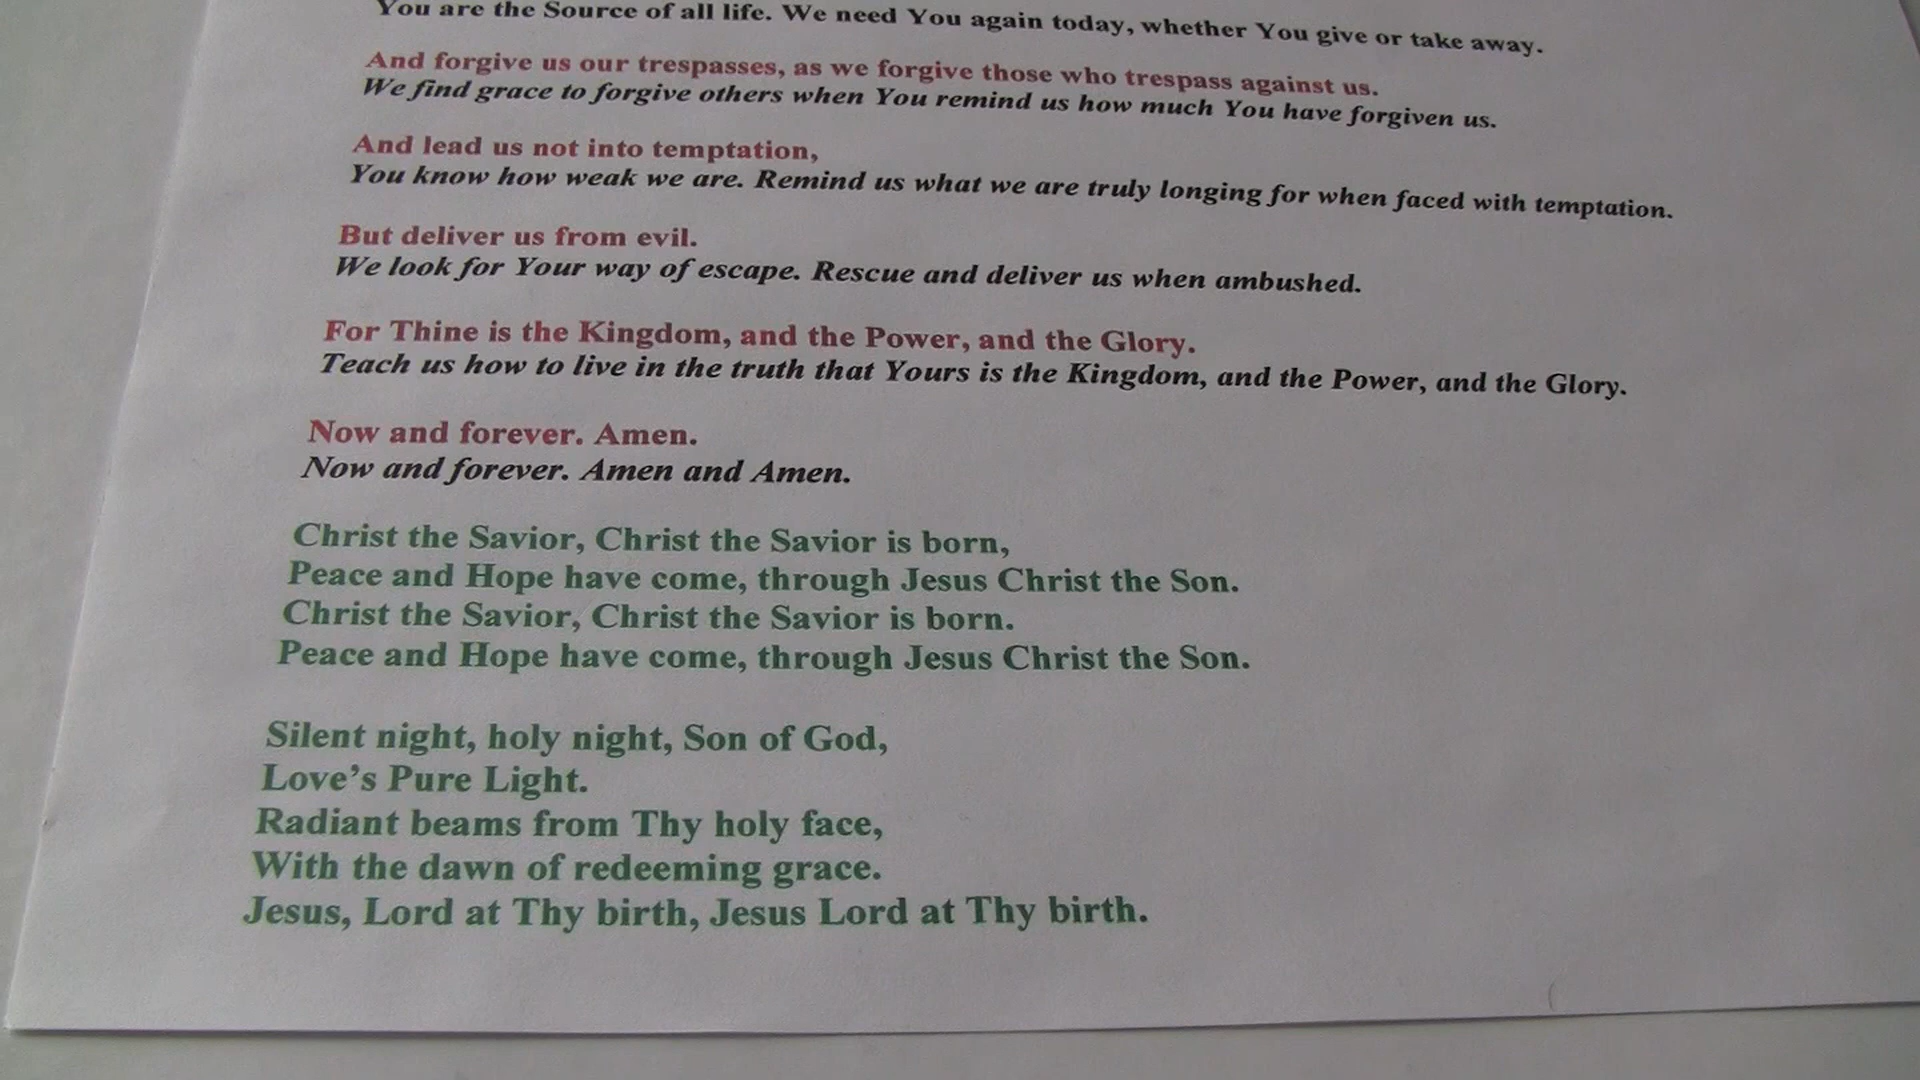 You are the Source of all life. We need You again today, whether You give or take away.
And forgive us our trespasses, as we forgive those who trespass against us.
We find grace to forgive others when You remind us how much You have forgiven us.
And lead us not into temptation,
You know how weak we are. Remind us what we are truly longing for when faced with temptation.
But deliver us from evil.
We look for Your way of escape. Rescue and deliver us when ambushed.
For Thine is the Kingdom, and the Power, and the Glory.
Teach us how to live in the truth that Yours is the Kingdom, and the Power, and the Glory.
Now and forever. Amen.
Now and forever. Amen and Amen.
Christ the Savior, Christ the Savior is born,
Peace and Hope have come, through Jesus Christ the Son.
Christ the Savior, Christ the Savior is born.
Peace and Hope have come, through Jesus Christ the Son.
Silent night, holy night, Son of God,
Love’s Pure Light.
Radiant beams from Thy holy face,
With the dawn of redeeming grace.
Jesus, Lord at Thy birth, Jesus Lord at Thy birth.